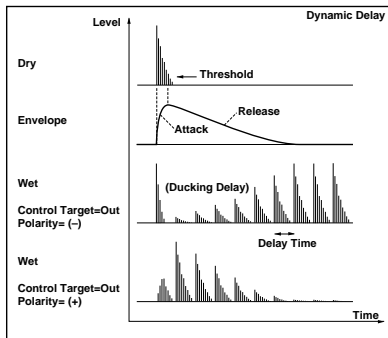 Dynamic Delay
Level
Dry
Threshold
Envelope
Release
Attack
Wet
(Ducking Delay)
Control Target=Out
Polarity= (–)
Delay Time
Wet
Control Target=Out
Polarity= (+)
Time